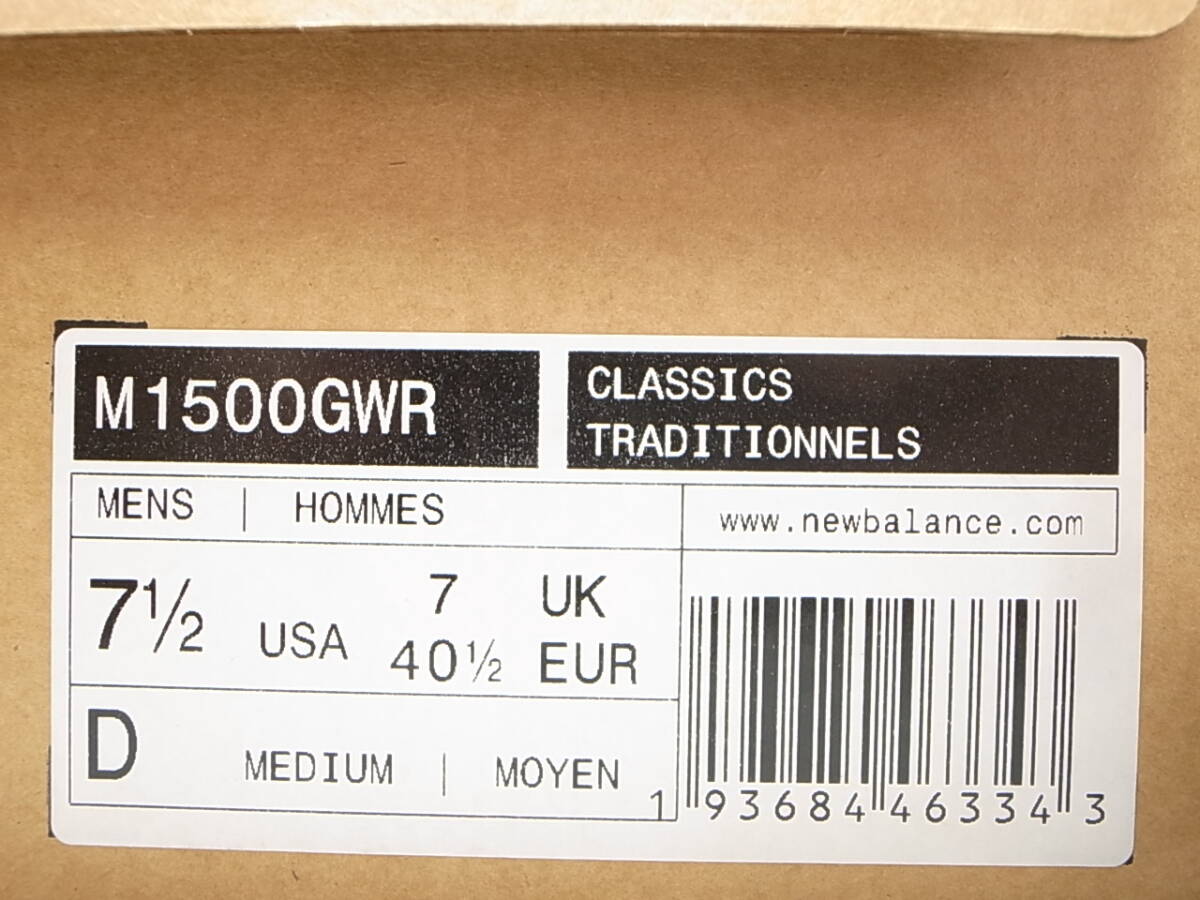 M1500GWR
CLASSICS
TRADITIONNELS
MENS | HOMMES
www.newbalance.com
7½ USA
7 UK
40½ EUR
D MEDIUM | MOYEN
1 93684 46334 3